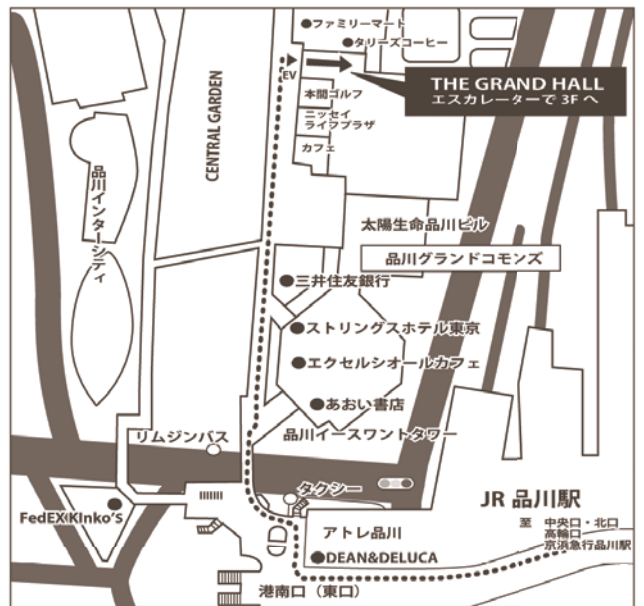 ファミリーマート
タリーズコーヒー
EV
THE GRAND HALL
エスカレーターで 3F へ
本間ゴルフ
ニッセイ
ライフプラザ
カフェ
CENTRAL GARDEN
品川インターシティ
太陽生命品川ビル
品川グランドコモンズ
三井住友銀行
ストリングスホテル東京
エクセルシオールカフェ
あおい書店
リムジンバス
品川イースワントタワー
タクシー
JR 品川駅
FedEX KInko'S
アトレ品川
至 中央口・北口
高輪口
京浜急行品川駅
DEAN&DELUCA
港南口（東口）